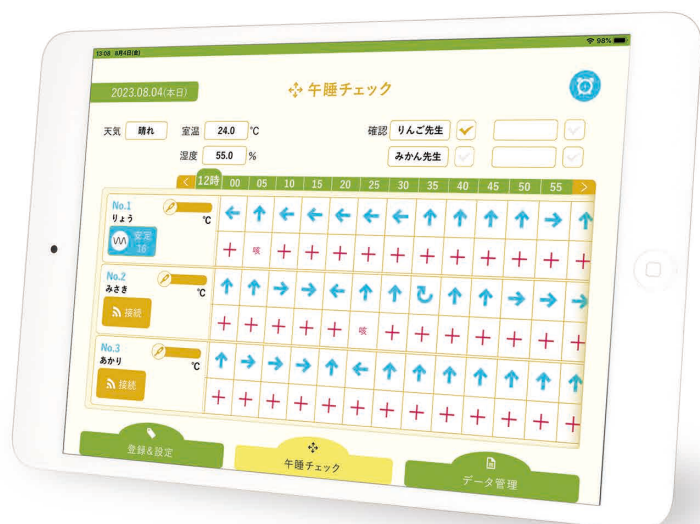 13:08 8月4日(金)
98%
2023.08.04(本日)
午睡チェック
天気 晴れ 室温 24.0 ℃ 確認 りんご先生
湿度 55.0 % みかん先生
< 12時 00 05 10 15 20 25 30 35 40 45 50 55 >
No.1
りょう
℃
安定
16
咳
No.2
みさき
℃
接続
咳
No.3
あかり
℃
接続
登録&設定
午睡チェック
データ管理